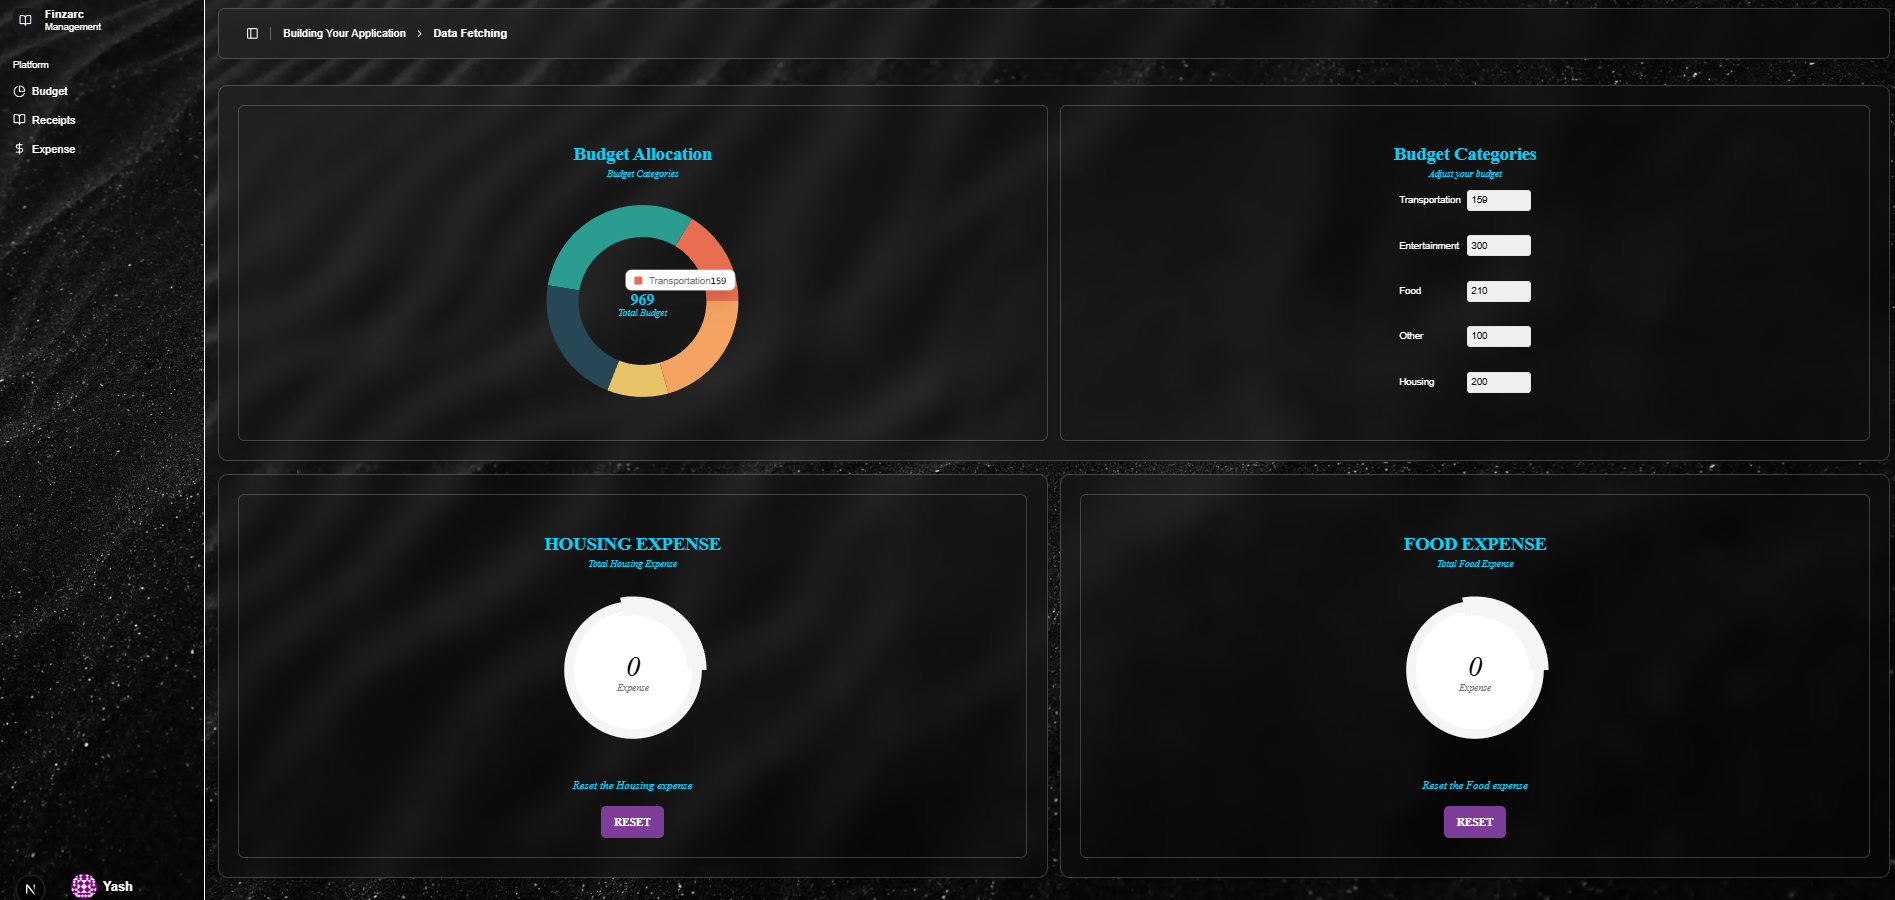 Finzarc
Management
Platform
Budget
Receipts
Expense
N
Yash
Building Your Application > Data Fetching
Budget Allocation
Budget Categories
Transportation159
969
Total Budget
Budget Categories
Adjust your budget
Transportation 159
Entertainment 300
Food 210
Other 100
Housing 200
HOUSING EXPENSE
Total Housing Expense
0
Expense
Reset the Housing expense
RESET
FOOD EXPENSE
Total Food Expense
0
Expense
Reset the Food expense
RESET